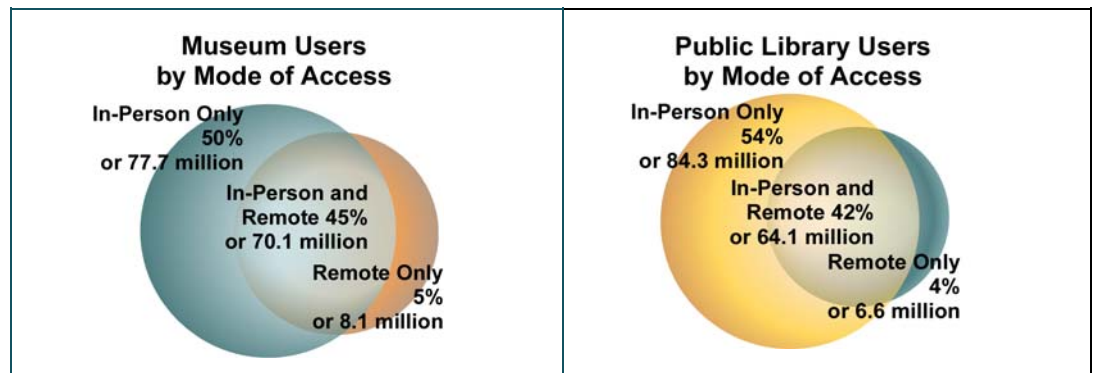 Museum Users
by Mode of Access
In-Person Only
50%
or 77.7 million
In-Person and
Remote 45%
or 70.1 million
Remote Only
5%
or 8.1 million
Public Library Users
by Mode of Access
In-Person Only
54%
or 84.3 million
In-Person and
Remote 42%
or 64.1 million
Remote Only
4%
or 6.6 million